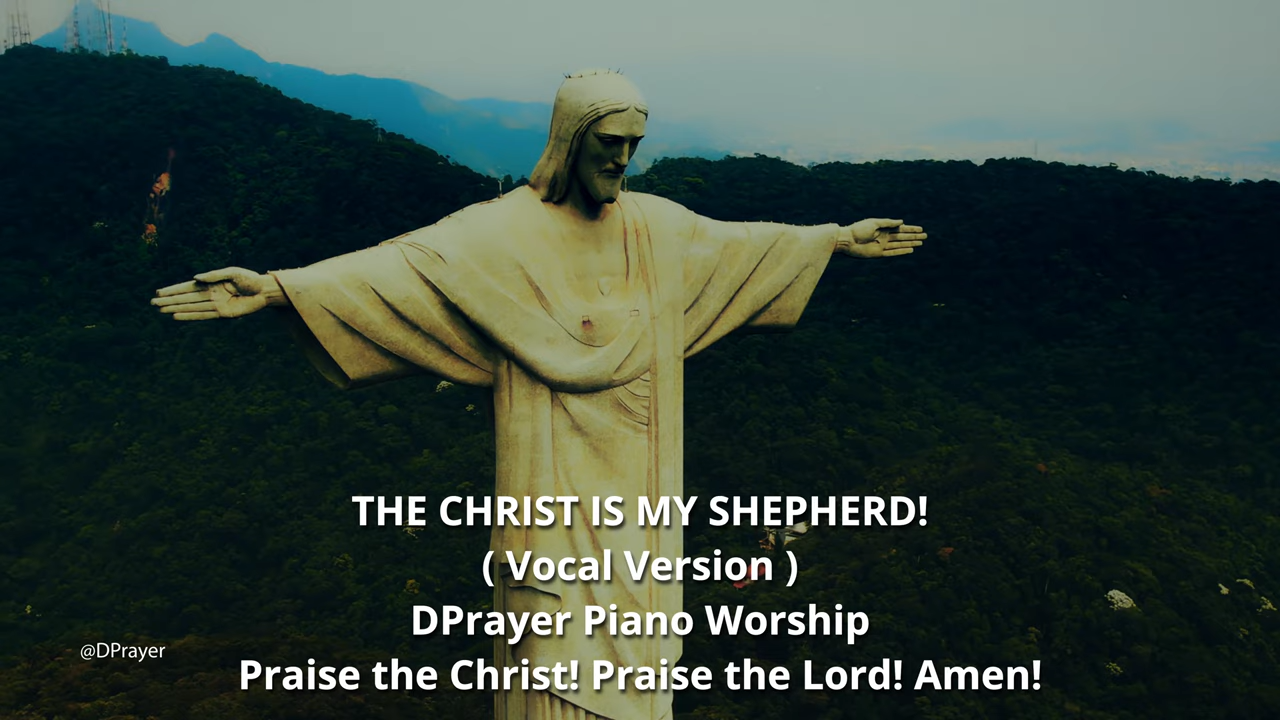 THE CHRIST IS MY SHEPHERD!
( Vocal Version )
DPrayer Piano Worship
@DPrayer
Praise the Christ! Praise the Lord! Amen!